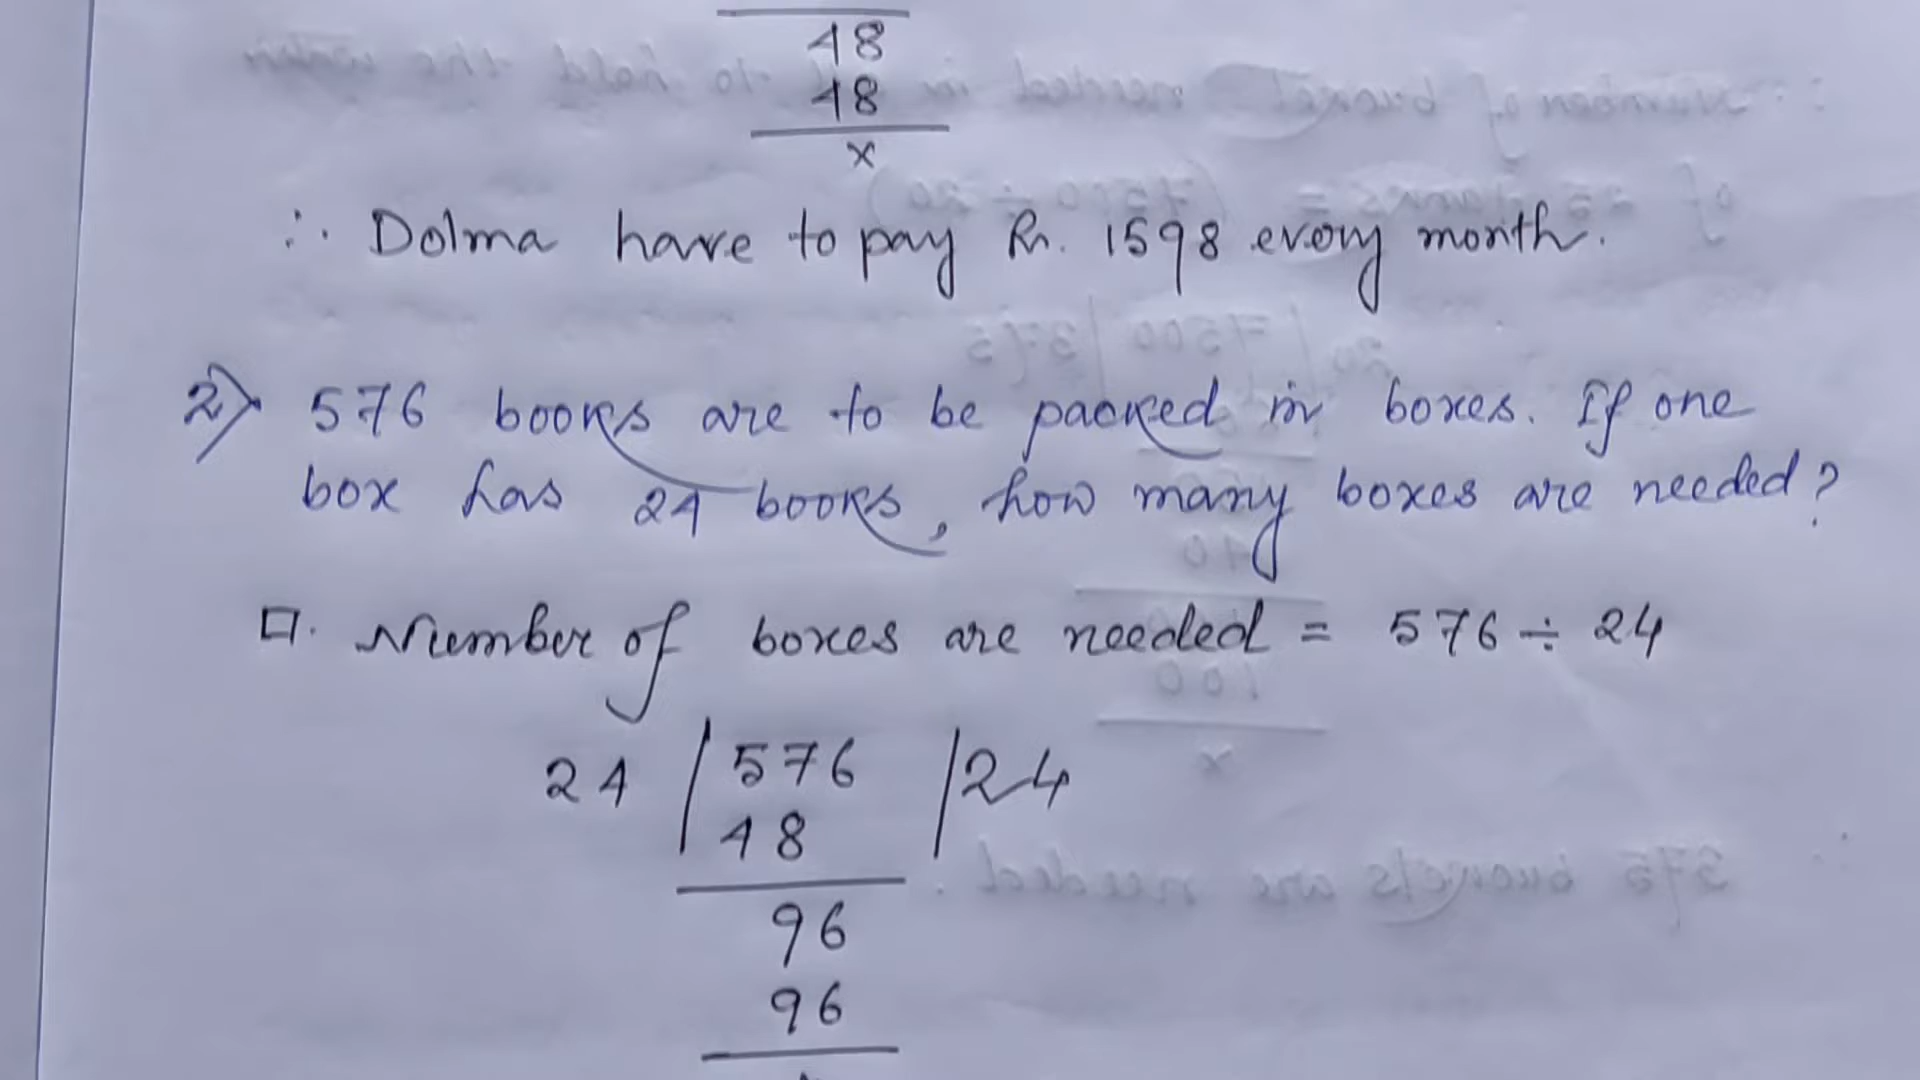 48
48
x
∴ Dolma have to pay Rs. 1598 every month.
2) 576 books are to be packed in boxes. If one
box has 24 books, how many boxes are needed?
□. Number of boxes are needed = 576 ÷ 24
24 / 576 / 24
48
96
96